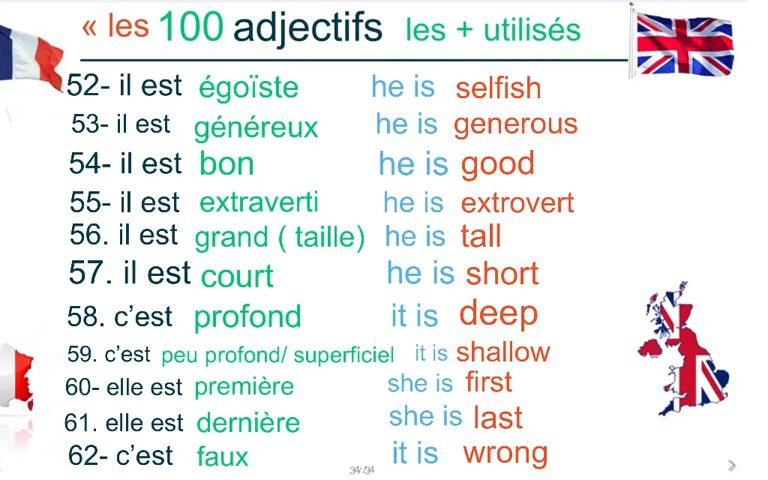 « les 100 adjectifs les + utilisés
52- il est égoïste he is selfish
53- il est généreux he is generous
54- il est bon he is good
55- il est extraverti he is extrovert
56. il est grand ( taille) he is tall
57. il est court he is short
58. c’est profond it is deep
59. c’est peu profond/ superficiel it is shallow
60- elle est première she is first
61. elle est dernière she is last
62- c’est faux it is wrong
34/34